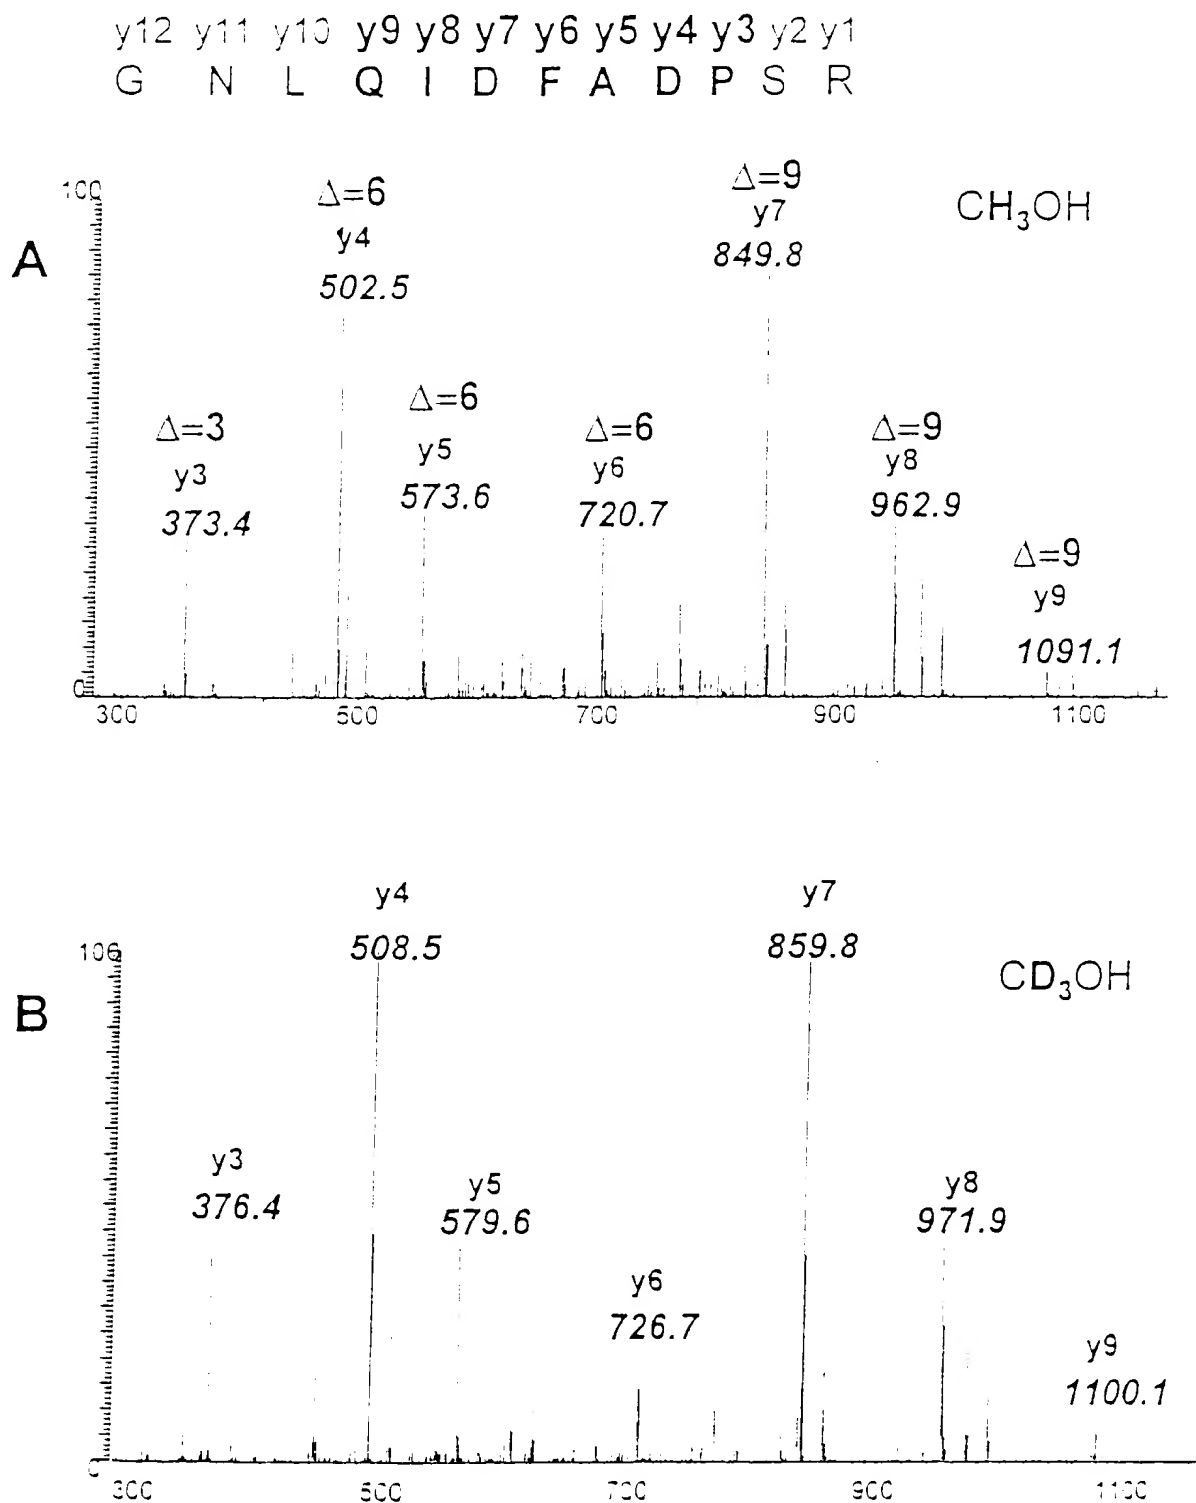 y12 y11 y10 y9 y8 y7 y6 y5 y4 y3 y2 y1
G N L Q I D F A D P S R
A
100
CH₃OH
Δ=6
y4
502.5
Δ=9
y7
849.8
Δ=3
y3
373.4
Δ=6
y5
573.6
Δ=6
y6
720.7
Δ=9
y8
962.9
Δ=9
y9
1091.1
0
300 500 700 900 1100
B
106
CD₃OH
y4
508.5
y7
859.8
y3
376.4
y5
579.6
y6
726.7
y8
971.9
y9
1100.1
0
300 500 700 900 1100